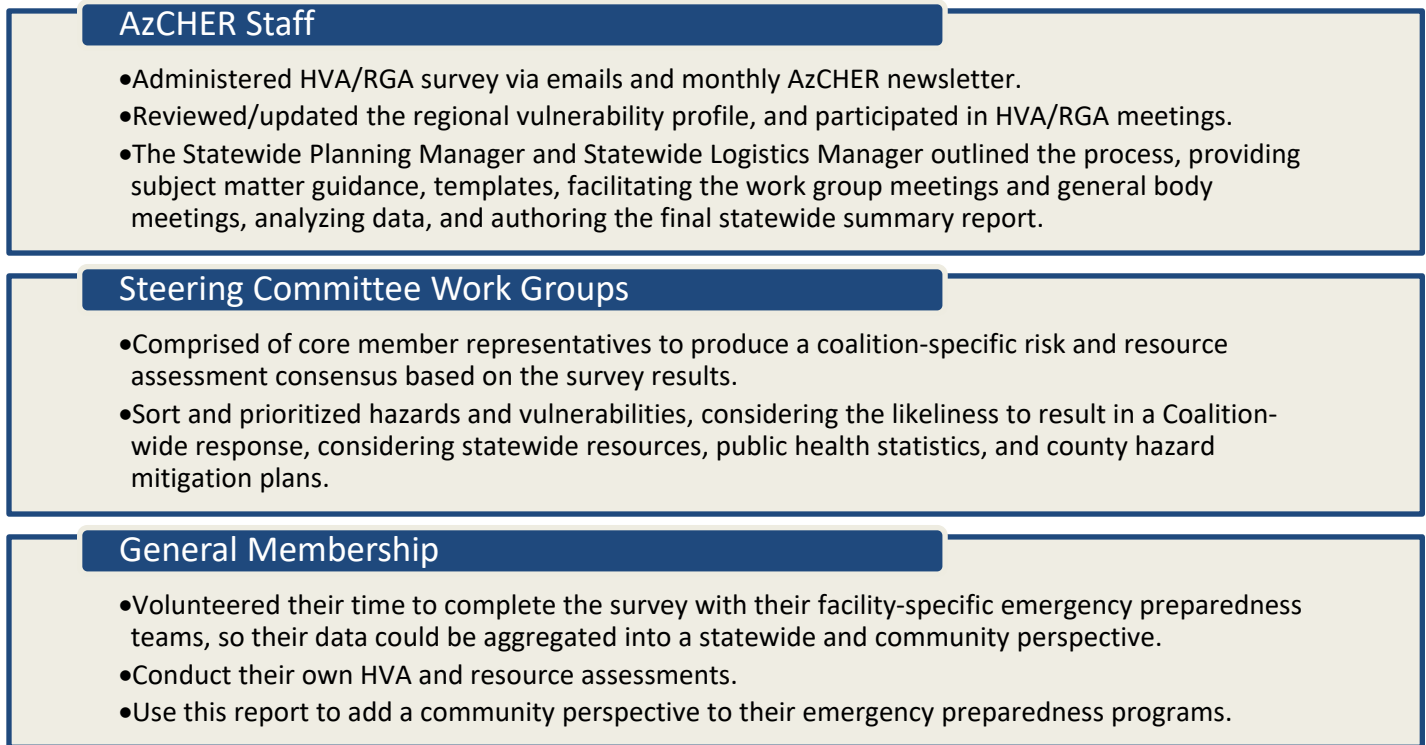 AzCHER Staff
•Administered HVA/RGA survey via emails and monthly AzCHER newsletter.
•Reviewed/updated the regional vulnerability profile, and participated in HVA/RGA meetings.
•The Statewide Planning Manager and Statewide Logistics Manager outlined the process, providing
subject matter guidance, templates, facilitating the work group meetings and general body
meetings, analyzing data, and authoring the final statewide summary report.
Steering Committee Work Groups
•Comprised of core member representatives to produce a coalition-specific risk and resource
assessment consensus based on the survey results.
•Sort and prioritized hazards and vulnerabilities, considering the likeliness to result in a Coalition-
wide response, considering statewide resources, public health statistics, and county hazard
mitigation plans.
General Membership
•Volunteered their time to complete the survey with their facility-specific emergency preparedness
teams, so their data could be aggregated into a statewide and community perspective.
•Conduct their own HVA and resource assessments.
•Use this report to add a community perspective to their emergency preparedness programs.